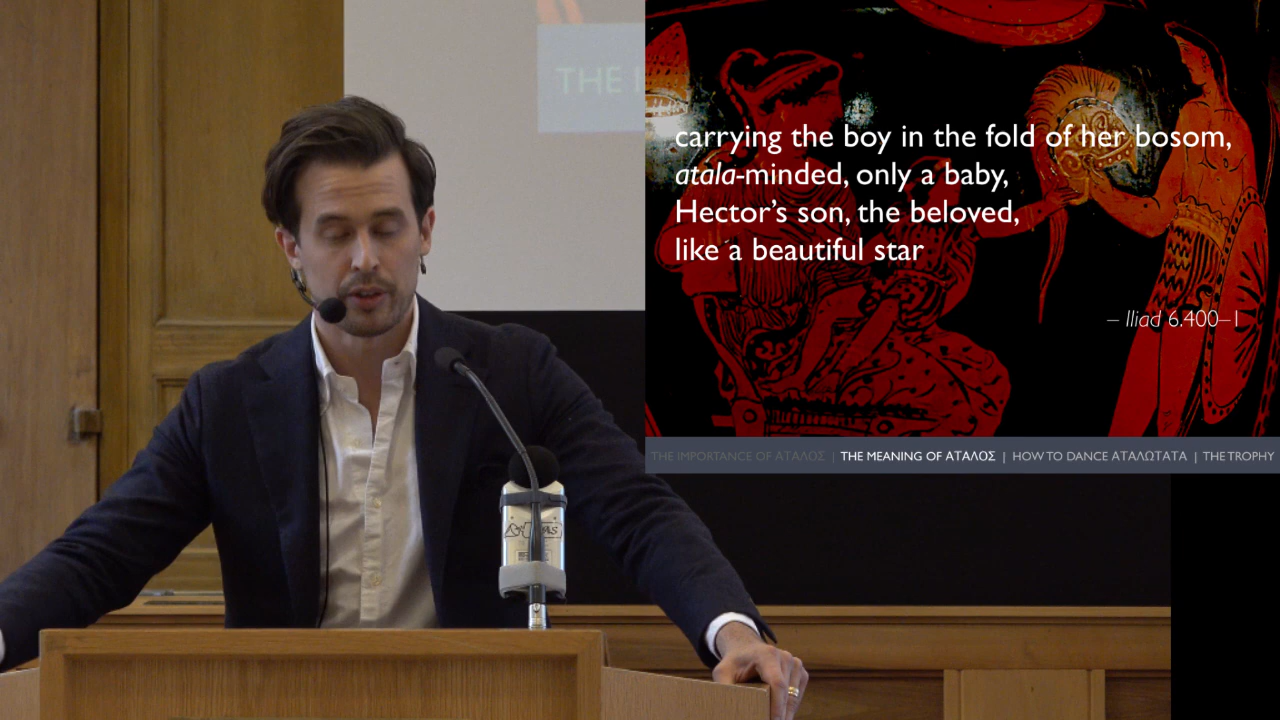 THE I
carrying the boy in the fold of her bosom,
atala-minded, only a baby,
Hector’s son, the beloved,
like a beautiful star
– Iliad 6.400–1
THE IMPORTANCE OF ΑΤΑΛΟΣ | THE MEANING OF ΑΤΑΛΟΣ | HOW TO DANCE ΑΤΑΛΩΤΑΤΑ | THE TROPHY